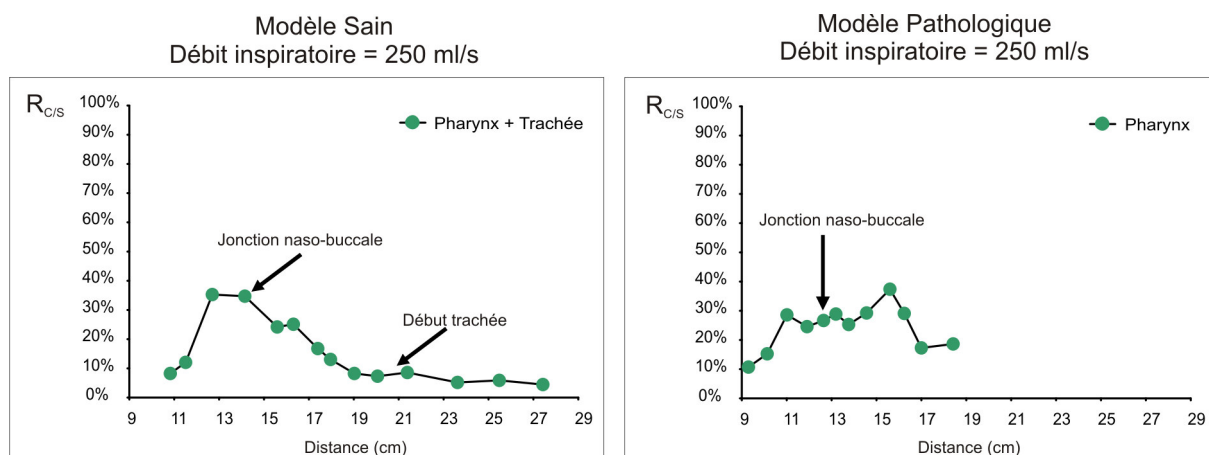 Modèle Sain
Débit inspiratoire = 250 ml/s
R C/S
100%
90%
80%
70%
60%
50%
40%
30%
20%
10%
0%
Pharynx + Trachée
Jonction naso-buccale
Début trachée
9 11 13 15 17 19 21 23 25 27 29
Distance (cm)
Modèle Pathologique
Débit inspiratoire = 250 ml/s
R C/S
100%
90%
80%
70%
60%
50%
40%
30%
20%
10%
0%
Pharynx
Jonction naso-buccale
9 11 13 15 17 19 21 23 25 27 29
Distance (cm)